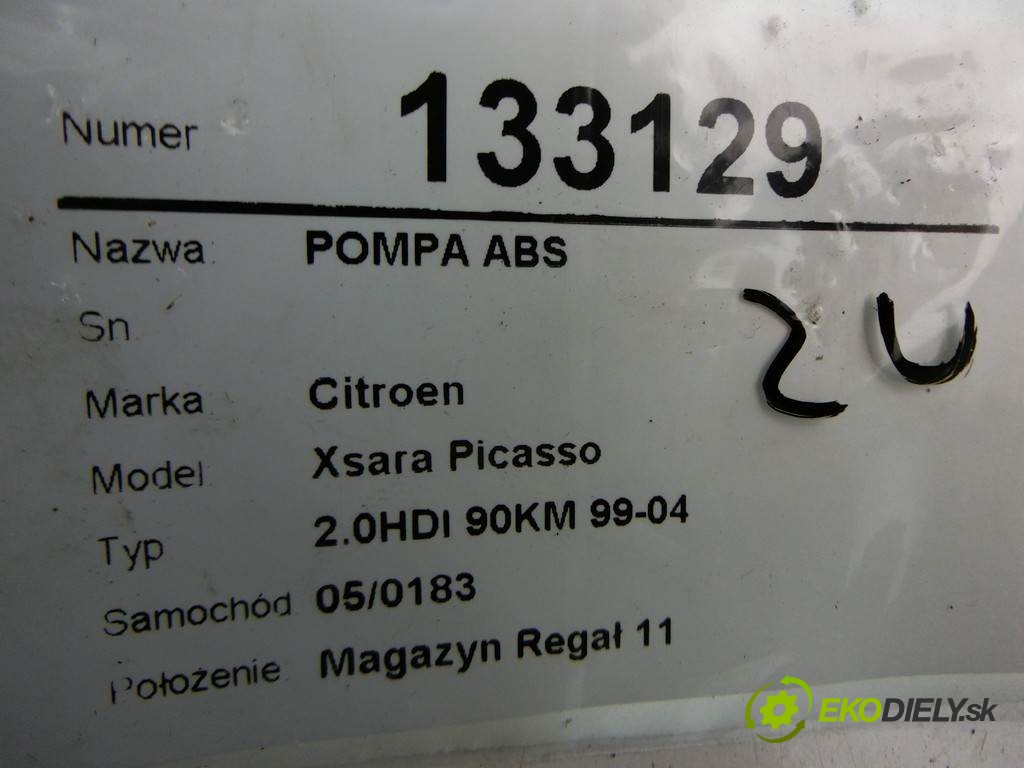 Numer 133129
Nazwa: POMPA ABS
Sn
Marka Citroen
Model Xsara Picasso
Typ 2.0HDI 90KM 99-04
Samochód 05/0183
Położenie Magazyn Regał 11
EKODIELY.sk